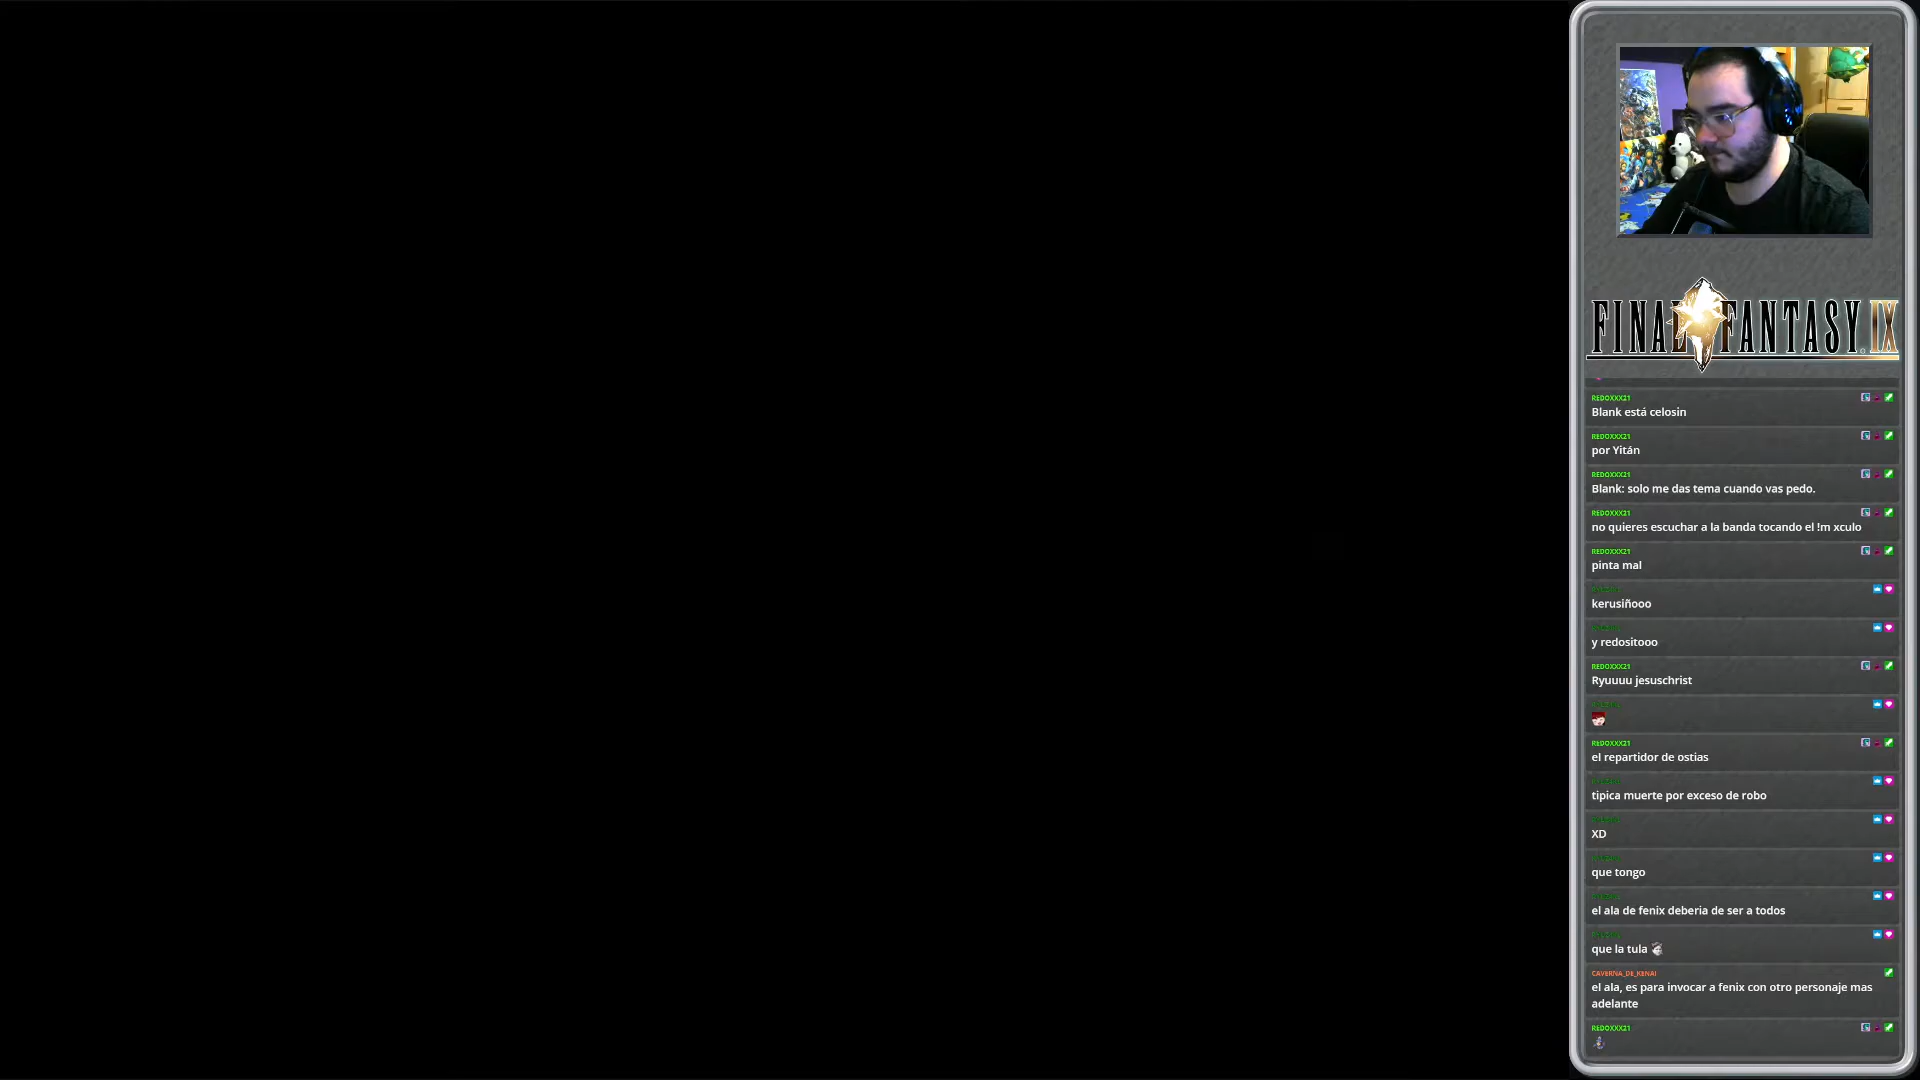 FINAL FANTASY IX
REDOXXX21
Blank está celosin
REDOXXX21
por Yitán
REDOXXX21
Blank: solo me das tema cuando vas pedo.
REDOXXX21
no quieres escuchar a la banda tocando el !m xculo
REDOXXX21
pinta mal
kerusiñooo
y redositooo
REDOXXX21
Ryuuuu jesuschrist
REDOXXX21
el repartidor de ostias
tipica muerte por exceso de robo
XD
que tongo
el ala de fenix deberia de ser a todos
que la tula
CAVERNA_DE_KENAI
el ala, es para invocar a fenix con otro personaje mas
adelante
REDOXXX21